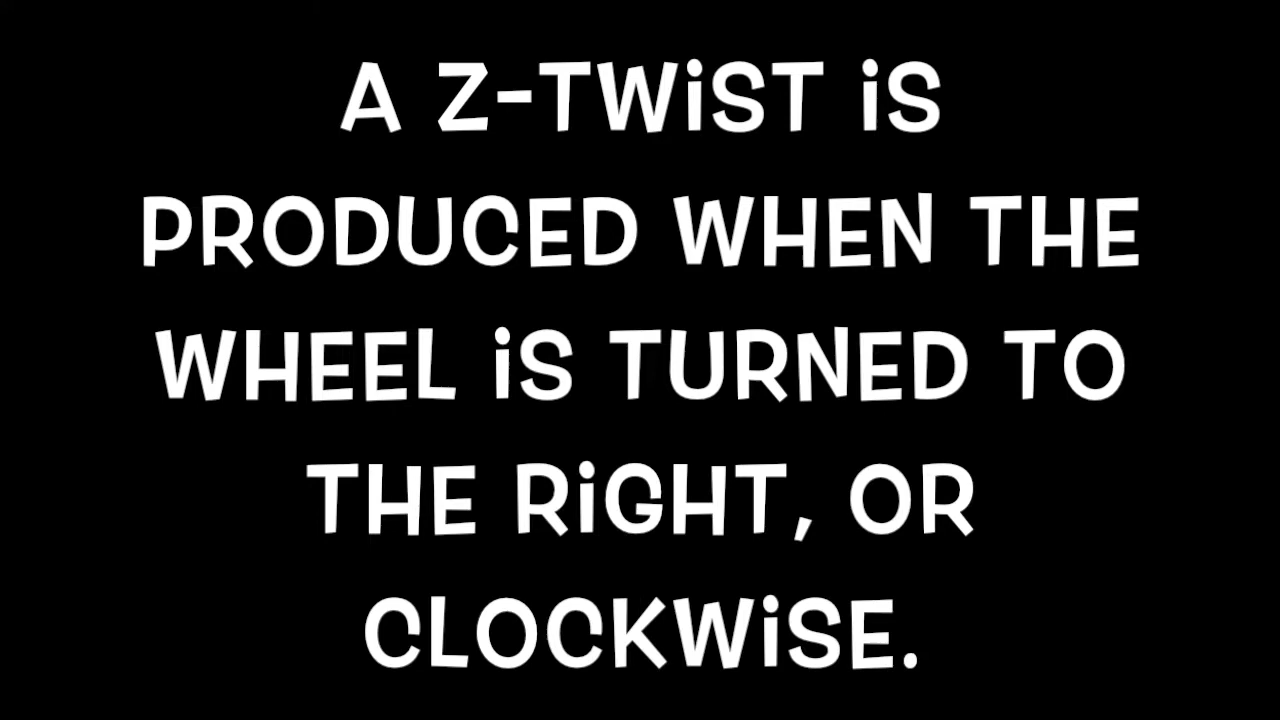 A Z-TWiST iS
PRODUCED WHEN THE
WHEEL iS TURNED TO
THE RiGHT, OR
CLOCKWiSE.